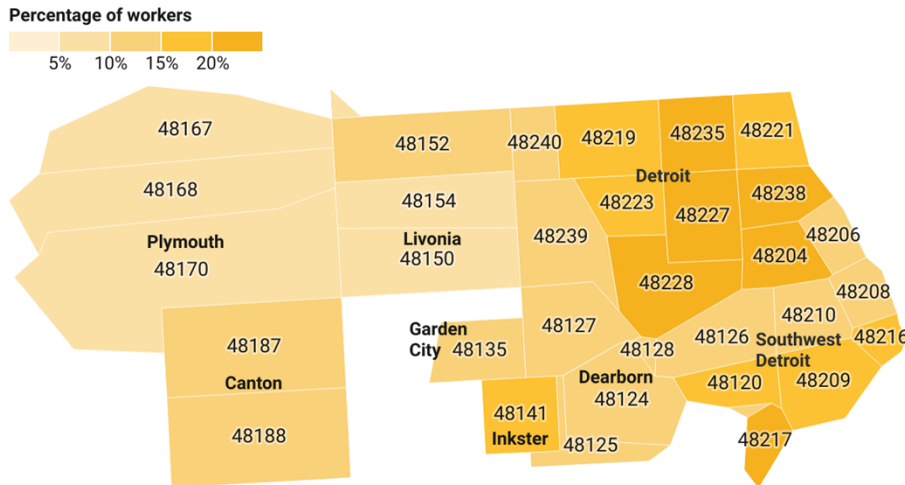 Percentage of workers
5% 10% 15% 20%
48167
48152
48240
48219
48235
48221
Detroit
48168
48154
48223
48227
48238
Plymouth
48170
Livonia
48150
48239
48206
48204
48228
48208
48187
Garden
City
48135
48127
48128
48126
48210
Southwest
Detroit
48216
Canton
Dearborn
48124
48120
48209
48188
48141
Inkster
48125
48217